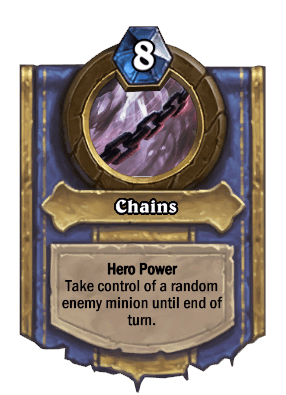 8
Chains
Hero Power
Take control of a random
enemy minion until end of
turn.